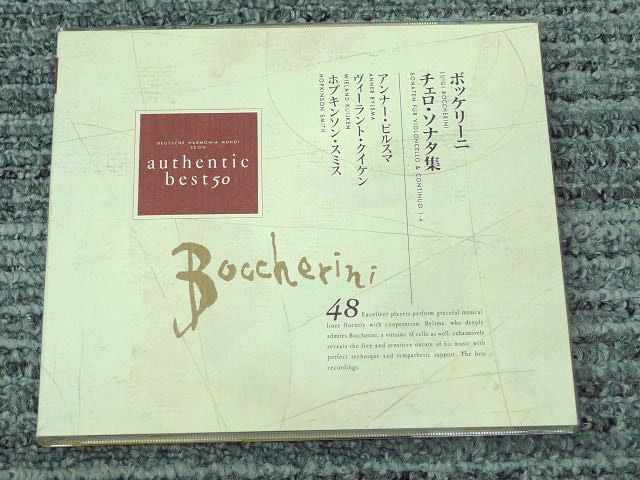 ボッケリーニ
LUIGI BOCCHERINI
チェロ・ソナタ集
SONATEN FÜR VIOLONCELLO & CONTINUO 1-4
アンナー・ビルスマ
ANNER BYLSMA
ヴィーラント・クイケン
WIELAND KUIJKEN
ホプキンソン・スミス
HOPKINSON SMITH
DEUTSCHE HARMONIA MUNDI
SEON
authentic
best50
Boccherini
48 Excellent players perform graceful musical
lines fluently with cooperation. Bylsma, who deeply
admires Boccherini, a virtuoso of cello as well, exhaustively
reveals the free and sensitive nature of his music with
perfect technique and sympathetic support. The best
recordings.